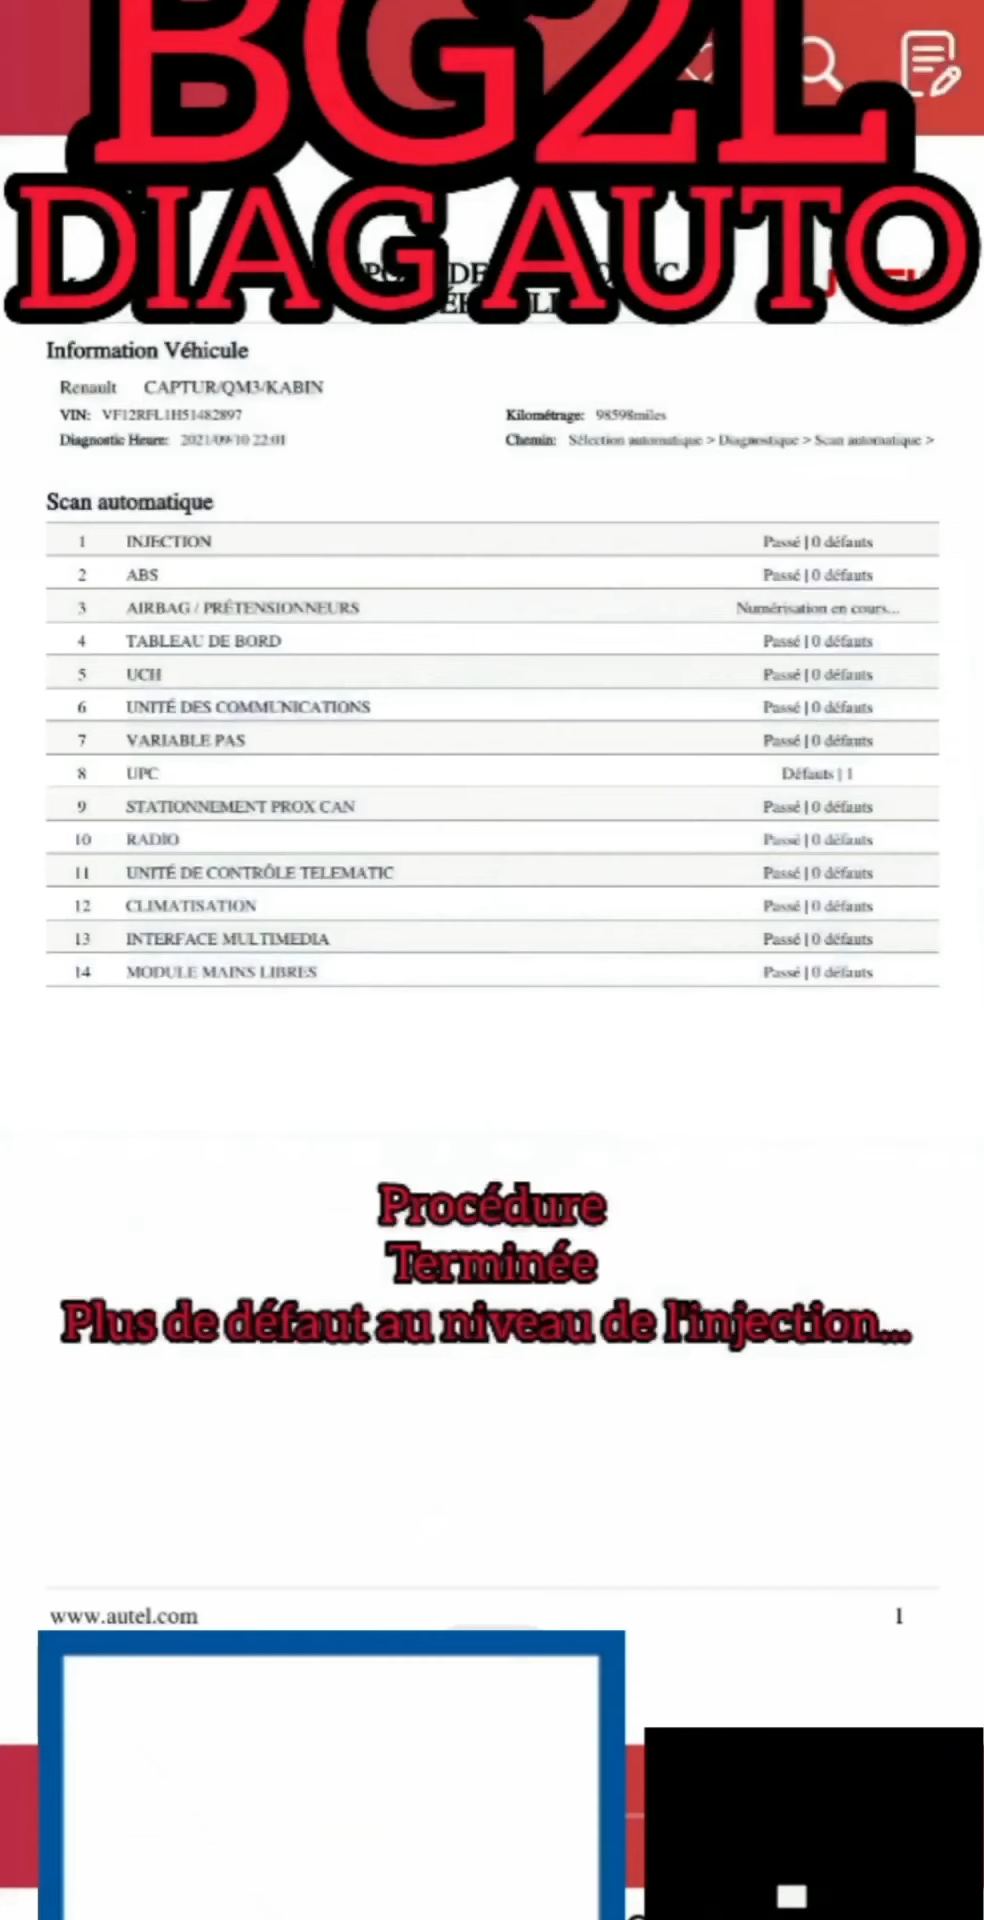 BG2L
DIAG AUTO
Information Véhicule
Renault CAPTUR/QM3/KABIN
VIN: VF12RFL1H51482897
Kilométrage: 98598miles
Diagnostic Heure: 2021/09/10 22:01
Chemin: Sélection automatique > Diagnostique > Scan automatique >
Scan automatique
1 INJECTION Passé | 0 défauts
2 ABS Passé | 0 défauts
3 AIRBAG / PRÉTENSIONNEURS Numérisation en cours...
4 TABLEAU DE BORD Passé | 0 défauts
5 UCH Passé | 0 défauts
6 UNITÉ DES COMMUNICATIONS Passé | 0 défauts
7 VARIABLE PAS Passé | 0 défauts
8 UPC Défauts | 1
9 STATIONNEMENT PROX CAN Passé | 0 défauts
10 RADIO Passé | 0 défauts
11 UNITÉ DE CONTRÔLE TELEMATIC Passé | 0 défauts
12 CLIMATISATION Passé | 0 défauts
13 INTERFACE MULTIMEDIA Passé | 0 défauts
14 MODULE MAINS LIBRES Passé | 0 défauts
Procédure
Terminée
Plus de défaut au niveau de l'injection...
www.autel.com 1